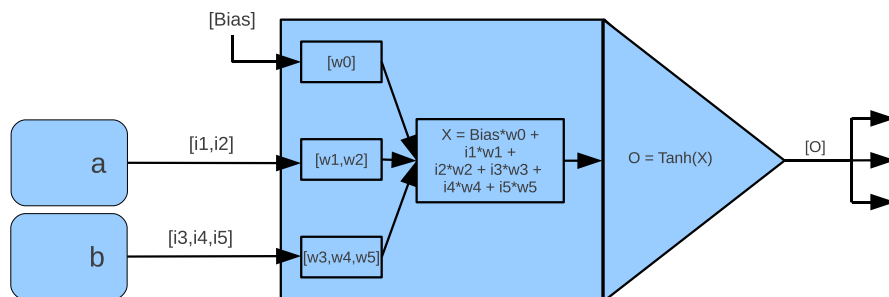 [Bias]
[w0]
[i1,i2]
a
[w1,w2]
X = Bias*w0 +
i1*w1 +
i2*w2 + i3*w3 +
i4*w4 + i5*w5
O = Tanh(X)
[O]
[i3,i4,i5]
b
[w3,w4,w5]